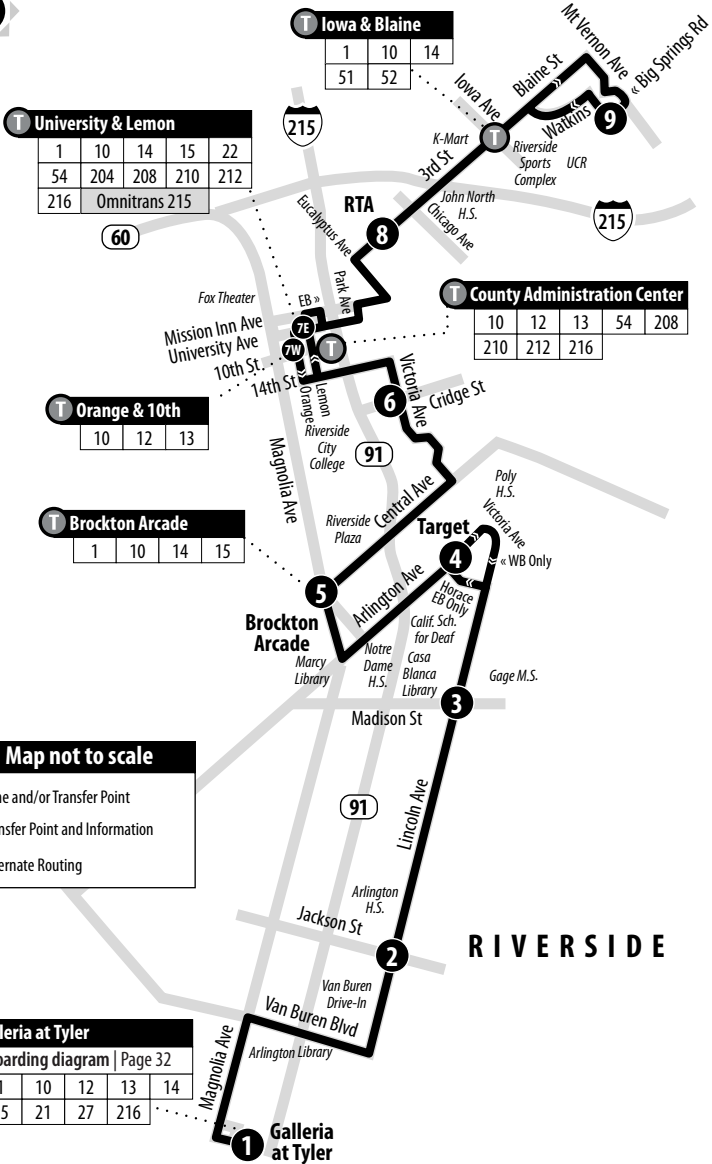 T Iowa & Blaine
1 10 14
51 52
Mt Vernon Ave
« Big Springs Rd
Blaine St
Iowa Ave
Watkins
9
T University & Lemon
1 10 14 15 22
54 204 208 210 212
216 Omnitrans 215
215
K-Mart
T
3rd St
Riverside
Sports
Complex
UCR
60
RTA
8
John North
H.S.
Chicago Ave
215
Eucalyptus Ave
Park Ave
T County Administration Center
10 12 13 54 208
210 212 216
Fox Theater
EB »
7E
Mission Inn Ave
University Ave
7W
T
10th St.
14th St
Orange
Lemon
Victoria Ave
6
Cridge St
T Orange & 10th
10 12 13
Riverside
City
College
91
Magnolia Ave
Central Ave
Riverside
Plaza
Poly
H.S.
Victoria Ave
T Brockton Arcade
1 10 14 15
Target
4
« WB Only
5
Arlington Ave
Horace
EB Only
Brockton
Arcade
Calif. Sch.
for Deaf
Marcy
Library
Notre
Dame
H.S.
Casa
Blanca
Library
Gage M.S.
3
Madison St
Map not to scale
e and/or Transfer Point
nsfer Point and Information
ernate Routing
91
Lincoln Ave
Arlington
H.S.
Jackson St
2
RIVERSIDE
Van Buren
Drive-In
Van Buren Blvd
Arlington Library
Magnolia Ave
leria at Tyler
oarding diagram | Page 32
1 10 12 13 14
5 21 27 216
1
Galleria
at Tyler